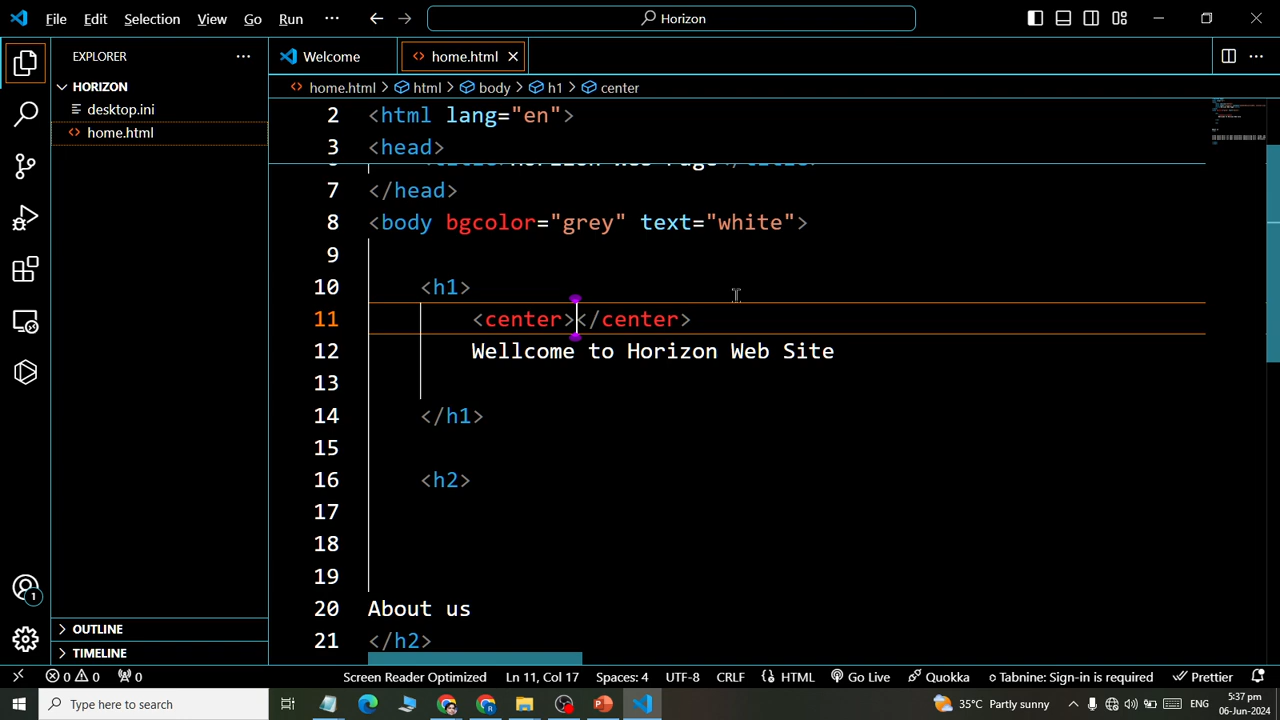 File Edit Selection View Go Run ··· Horizon
EXPLORER ···
Welcome home.html
HORIZON
desktop.ini
home.html
home.html > html > body > h1 > center
2 <html lang="en">
3 <head>
7 </head>
8 <body bgcolor="grey" text="white">
9
10 <h1>
11 <center></center>
12 Wellcome to Horizon Web Site
13
14 </h1>
15
16 <h2>
17
18
19
20 About us
21 </h2>
OUTLINE
TIMELINE
1
0 0 0 Screen Reader Optimized Ln 11, Col 17 Spaces: 4 UTF-8 CRLF HTML Go Live Quokka Tabnine: Sign-in is required Prettier
Type here to search 35°C Partly sunny ENG 5:37 pm
06-Jun-2024